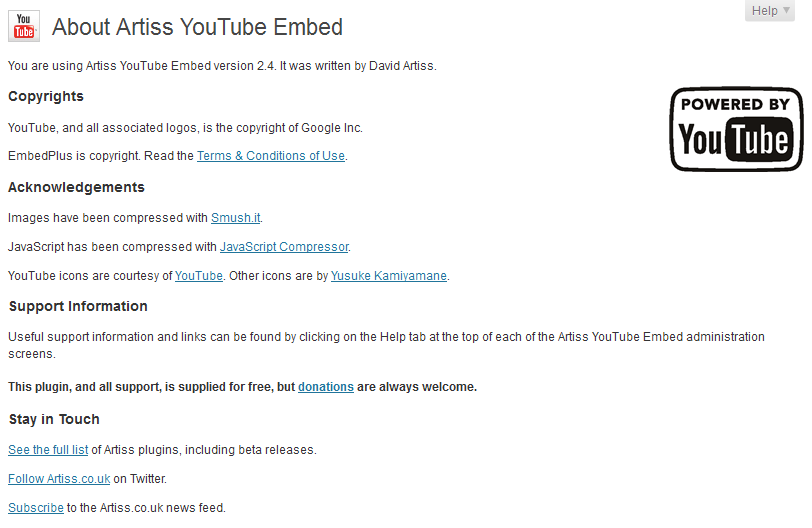 Help
You Tube
About Artiss YouTube Embed
You are using Artiss YouTube Embed version 2.4. It was written by David Artiss.
Copyrights
POWERED BY
YouTube
YouTube, and all associated logos, is the copyright of Google Inc.
EmbedPlus is copyright. Read the Terms & Conditions of Use.
Acknowledgements
Images have been compressed with Smush.it.
JavaScript has been compressed with JavaScript Compressor.
YouTube icons are courtesy of YouTube. Other icons are by Yusuke Kamiyamane.
Support Information
Useful support information and links can be found by clicking on the Help tab at the top of each of the Artiss YouTube Embed administration
screens.
This plugin, and all support, is supplied for free, but donations are always welcome.
Stay in Touch
See the full list of Artiss plugins, including beta releases.
Follow Artiss.co.uk on Twitter.
Subscribe to the Artiss.co.uk news feed.